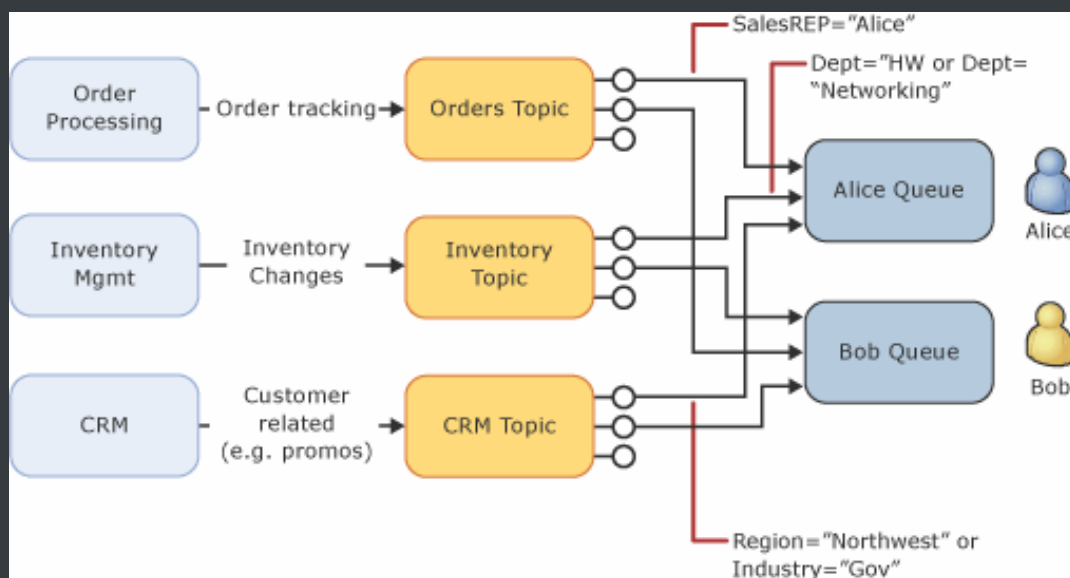 SalesREP="Alice"
Dept="HW or Dept=
"Networking"
Order
Processing
Order tracking
Orders Topic
Alice Queue
Alice
Inventory
Mgmt
Inventory
Changes
Inventory
Topic
Bob Queue
Bob
CRM
Customer
related
(e.g. promos)
CRM Topic
Region="Northwest" or
Industry="Gov"